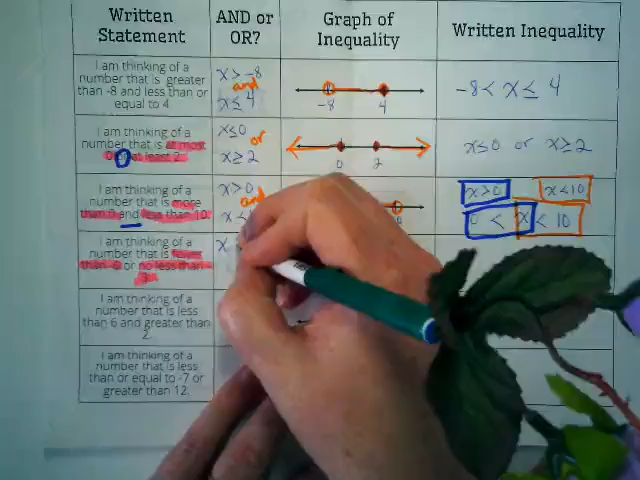 Written Statement
AND or OR?
Graph of Inequality
Written Inequality
I am thinking of a
number that is greater
than -8 and less than or
equal to 4
x > -8
and
x ≤ 4
-8 4
-8 < x ≤ 4
I am thinking of a
number that is at most
0 or at least 2.
x ≤ 0
or
x ≥ 2
0 2
x ≤ 0 or x ≥ 2
I am thinking of a
number that is more
than 0 and less than 10.
x > 0
and
x <
x > 0 x < 10
0 < x < 10
I am thinking of a
number that is fewer
than -6 or no less than
3.
x
I am thinking of a
number that is less
than 6 and greater than
2.
I am thinking of a
number that is less
than or equal to -7 or
greater than 12.